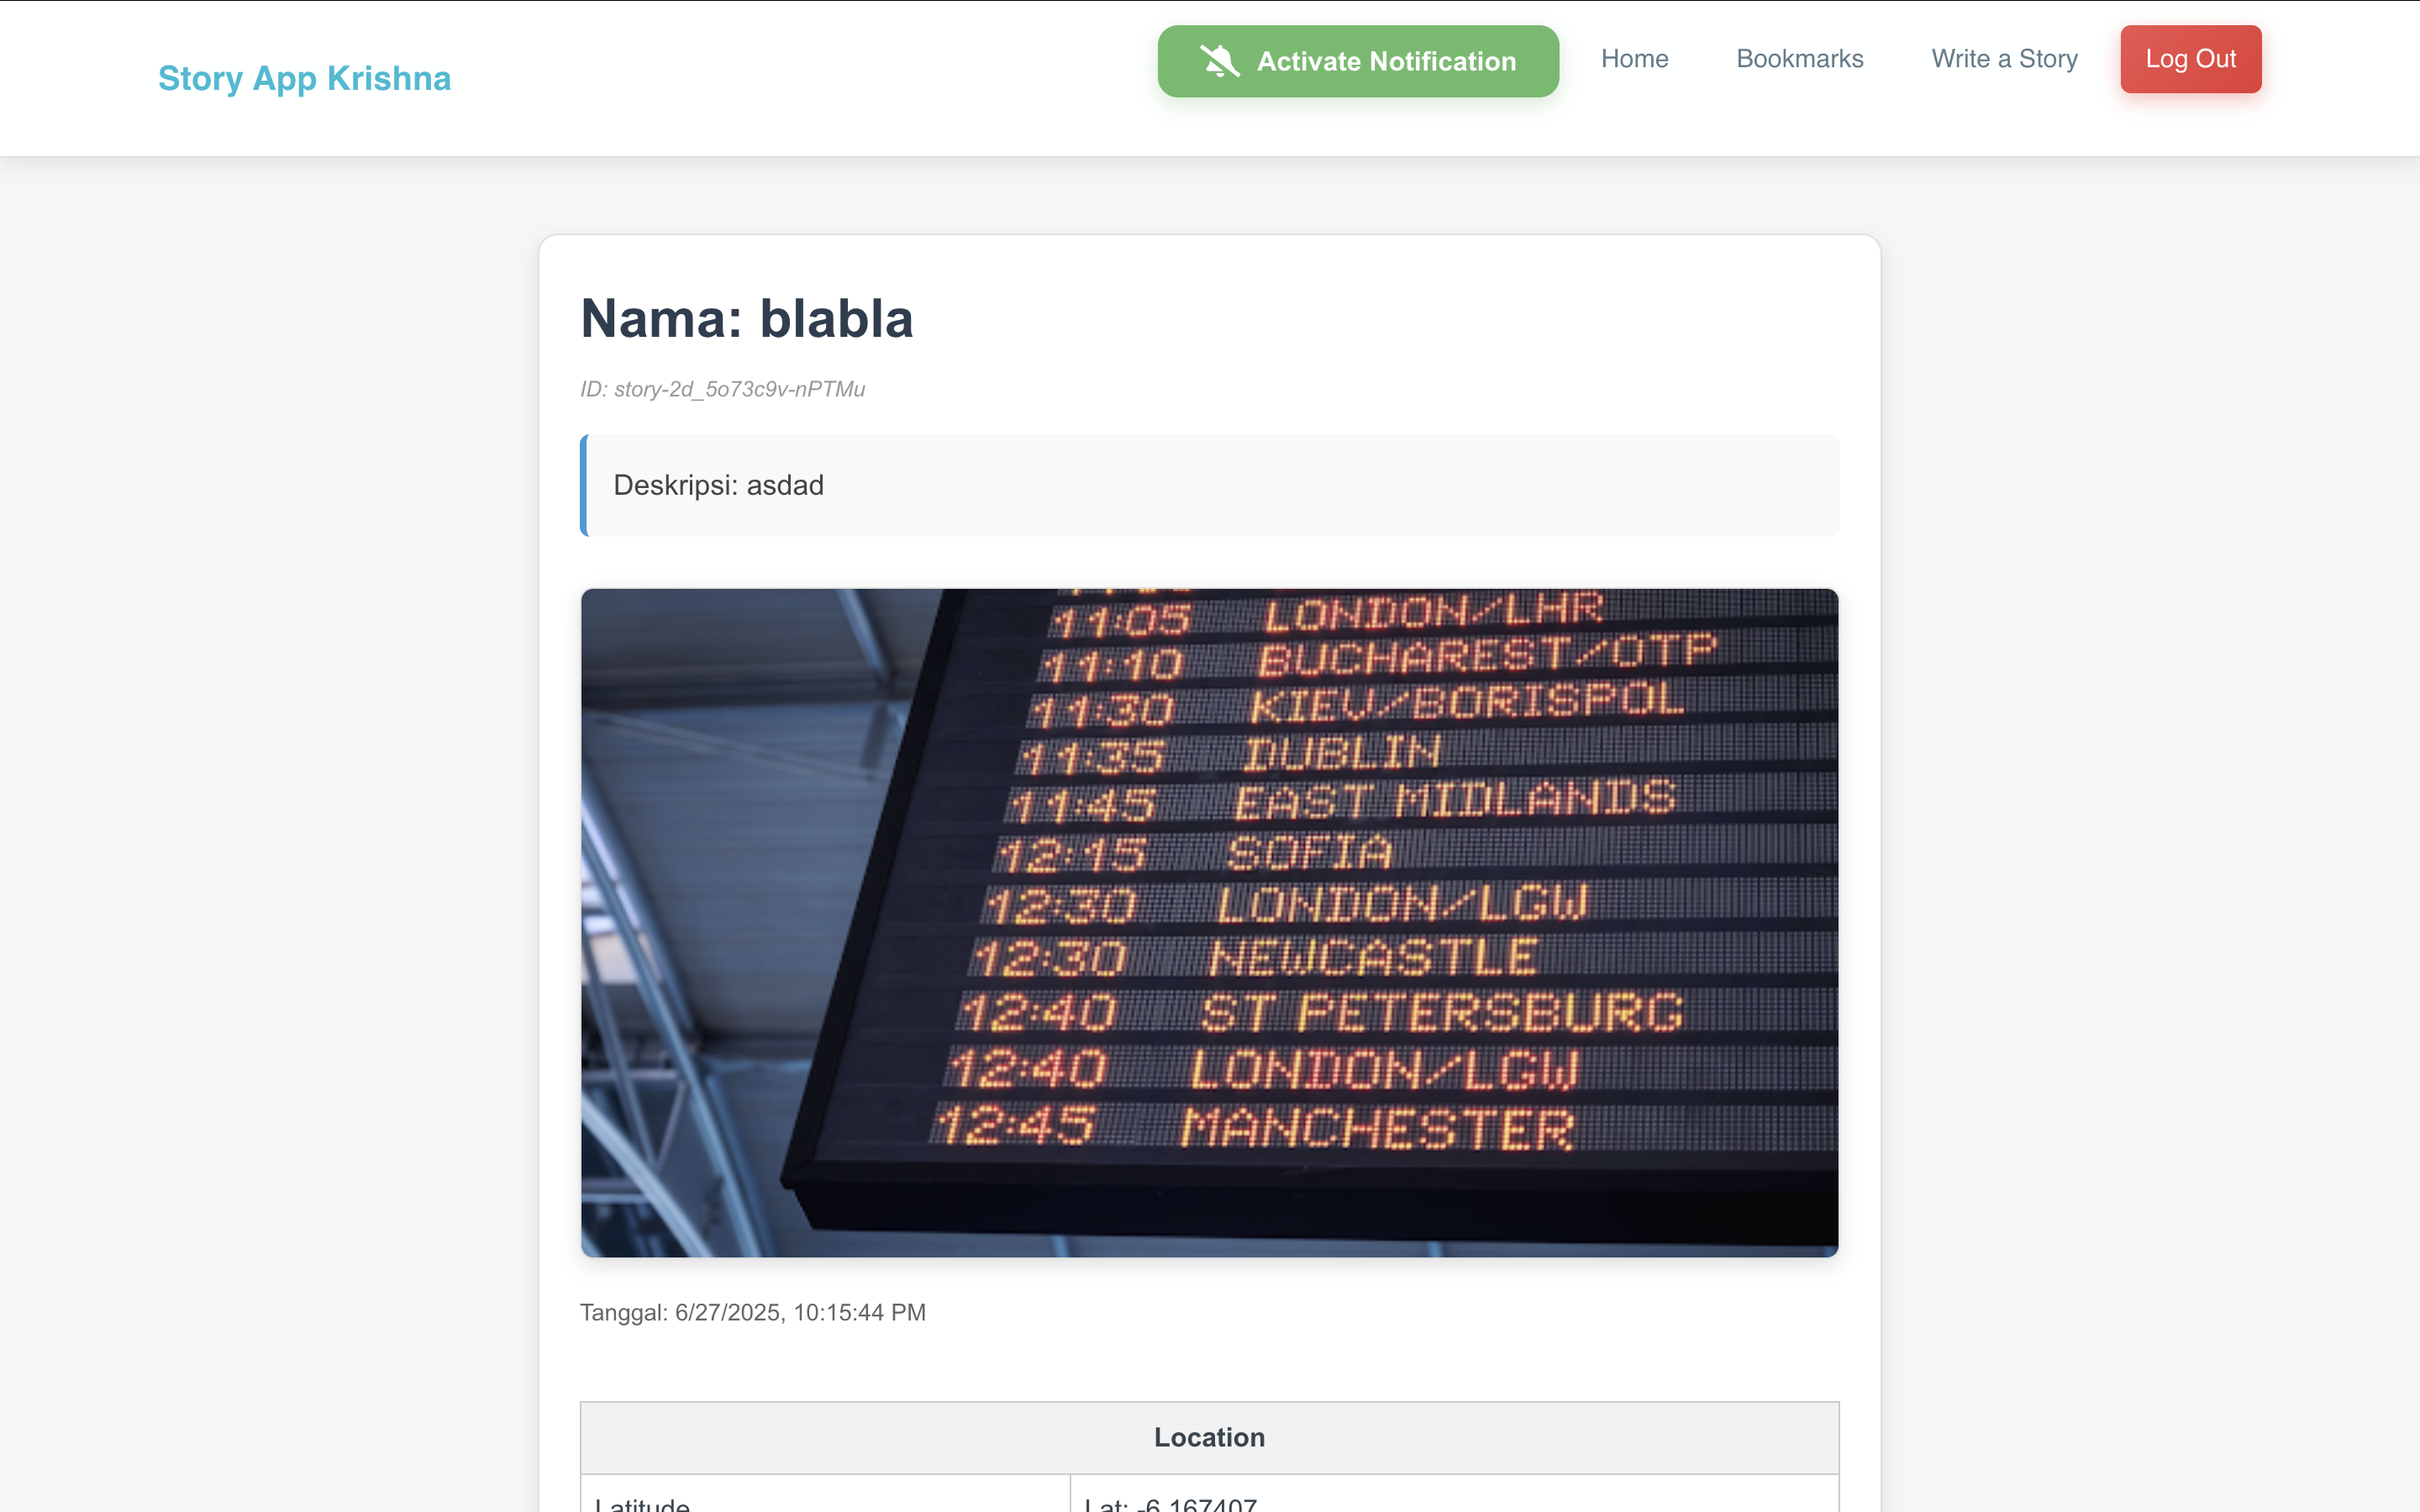 Story App Krishna
Activate Notification
Home
Bookmarks
Write a Story
Log Out
Nama: blabla
ID: story-2d_5o73c9v-nPTMu
Deskripsi: asdad
11:05 LONDON/LHR
11:10 BUCHAREST/OTP
11:30 KIEV/BORISPOL
11:35 DUBLIN
11:45 EAST MIDLANDS
12:15 SOFIA
12:30 LONDON/LGW
12:30 NEWCASTLE
12:40 ST PETERSBURG
12:40 LONDON/LGW
12:45 MANCHESTER
Tanggal: 6/27/2025, 10:15:44 PM
Location
Latitude
Lat: -6.167407